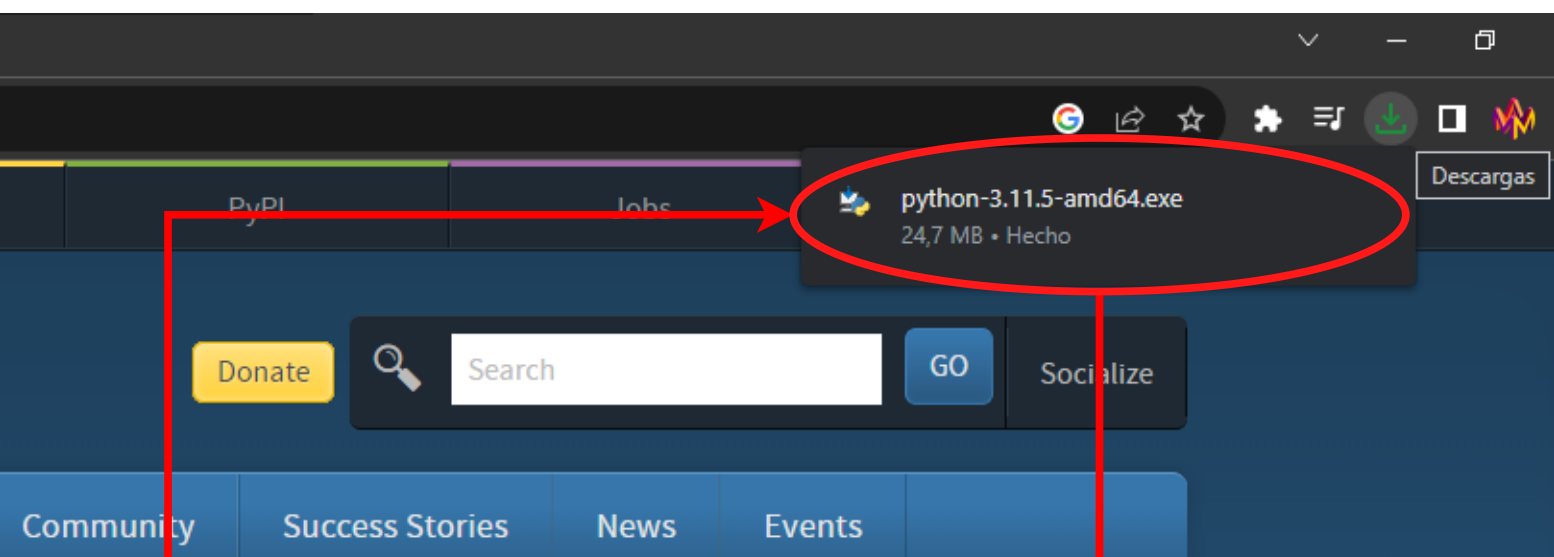 PyPI
Jobs
python-3.11.5-amd64.exe
24,7 MB • Hecho
Descargas
Donate
Search
GO
Socialize
Community
Success Stories
News
Events